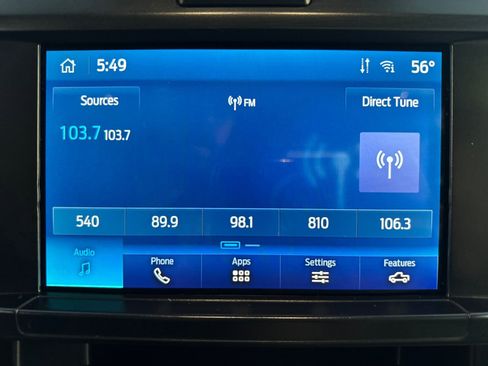 5:49 56°
Sources FM Direct Tune
103.7 103.7
540 89.9 98.1 810 106.3
Audio Phone Apps Settings Features